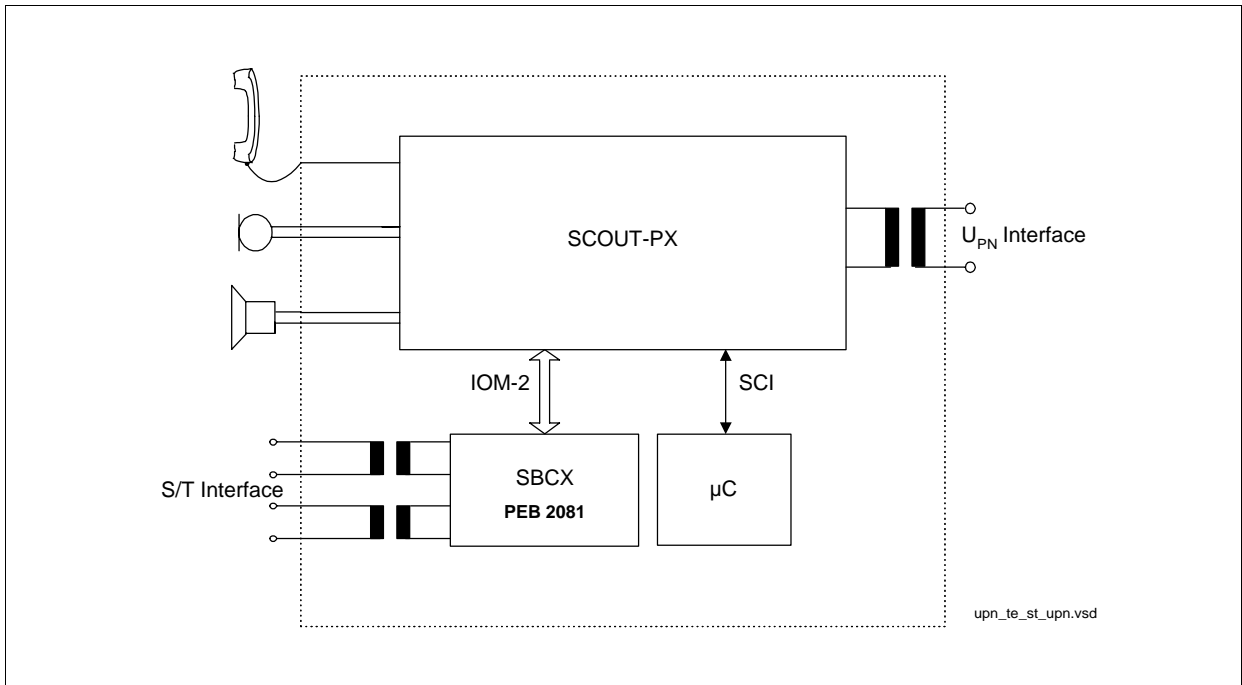 SCOUT-PX
U_PN Interface
IOM-2
SCI
S/T Interface
SBCX
PEB 2081
µC
upn_te_st_upn.vsd